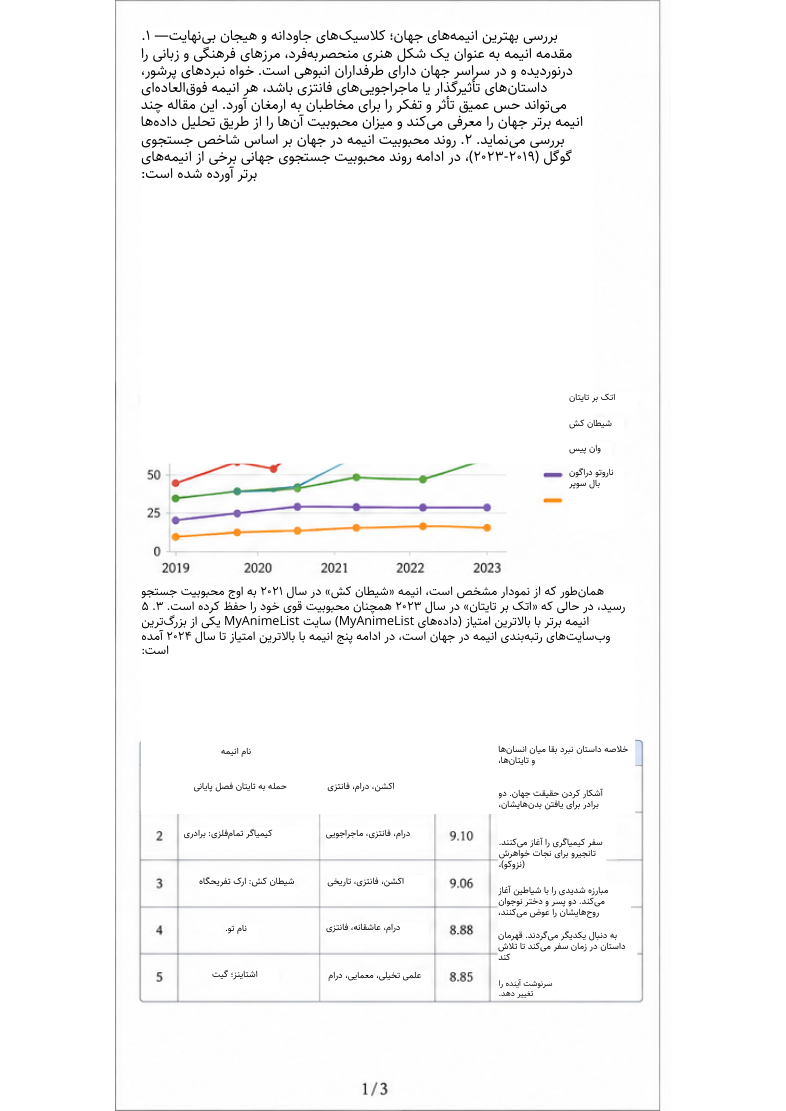 بررسی بهترین انیمه‌های جهان؛ کلاسیک‌های جاودانه و هیجان بی‌نهایت— ۱.
مقدمه انیمه به عنوان یک شکل هنری منحصربه‌فرد، مرزهای فرهنگی و زبانی را
درنوردیده و در سراسر جهان دارای طرفداران انبوهی است. خواه نبردهای پرشور،
داستان‌های تأثیرگذار یا ماجراجویی‌های فانتزی باشد، هر انیمه فوق‌العاده‌ای
می‌تواند حس عمیق تأثر و تفکر را برای مخاطبان به ارمغان آورد. این مقاله چند
انیمه برتر جهان را معرفی می‌کند و میزان محبوبیت آن‌ها را از طریق تحلیل داده‌ها
بررسی می‌نماید. ۲. روند محبوبیت انیمه در جهان بر اساس شاخص جستجوی
گوگل (۲۰۱۹-۲۰۲۳)، در ادامه روند محبوبیت جستجوی جهانی برخی از انیمه‌های
برتر آورده شده است:
اتک بر تایتان
شیطان کش
وان پیس
ناروتو دراگون
بال سوپر
50
25
0
2019 2020 2021 2022 2023
همان‌طور که از نمودار مشخص است، انیمه «شیطان کش» در سال ۲۰۲۱ به اوج محبوبیت جستجو
رسید، در حالی که «اتک بر تایتان» در سال ۲۰۲۳ همچنان محبوبیت قوی خود را حفظ کرده است. ۳. ۵
انیمه برتر با بالاترین امتیاز (داده‌های MyAnimeList) سایت MyAnimeList یکی از بزرگ‌ترین
وب‌سایت‌های رتبه‌بندی انیمه در جهان است، در ادامه پنج انیمه با بالاترین امتیاز تا سال ۲۰۲۴ آمده
است:
نام انیمه
خلاصه داستان نبرد بقا میان انسان‌ها
و تایتان‌ها،
حمله به تایتان فصل پایانی
اکشن، درام، فانتزی
آشکار کردن حقیقت جهان. دو
برادر برای یافتن بدن‌هایشان،
2
کیمیاگر تمام‌فلزی: برادری
درام، فانتزی، ماجراجویی
9.10
سفر کیمیاگری را آغاز می‌کنند.
تانجیرو برای نجات خواهرش
(نزوکو)،
3
شیطان کش: ارک تفریحگاه
اکشن، فانتزی، تاریخی
9.06
مبارزه شدیدی را با شیاطین آغاز
می‌کند. دو پسر و دختر نوجوان
روح‌هایشان را عوض می‌کنند،
4
نام تو.
درام، عاشقانه، فانتزی
8.88
به دنبال یکدیگر می‌گردند. قهرمان
داستان در زمان سفر می‌کند تا تلاش
کند
5
اشتاینز؛ گیت
علمی تخیلی، معمایی، درام
8.85
سرنوشت آینده را
تغییر دهد.
1/3